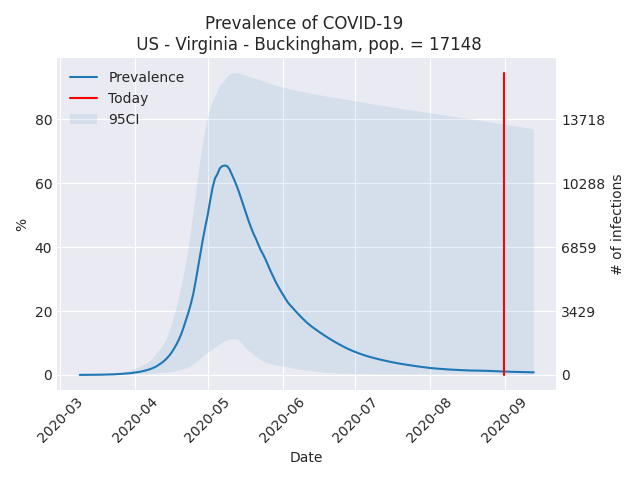 Prevalence of COVID-19
US - Virginia - Buckingham, pop. = 17148
Prevalence
Today
95CI
80
60
40
20
0
%
13718
10288
6859
3429
0
# of infections
2020-03
2020-04
2020-05
2020-06
2020-07
2020-08
2020-09
Date